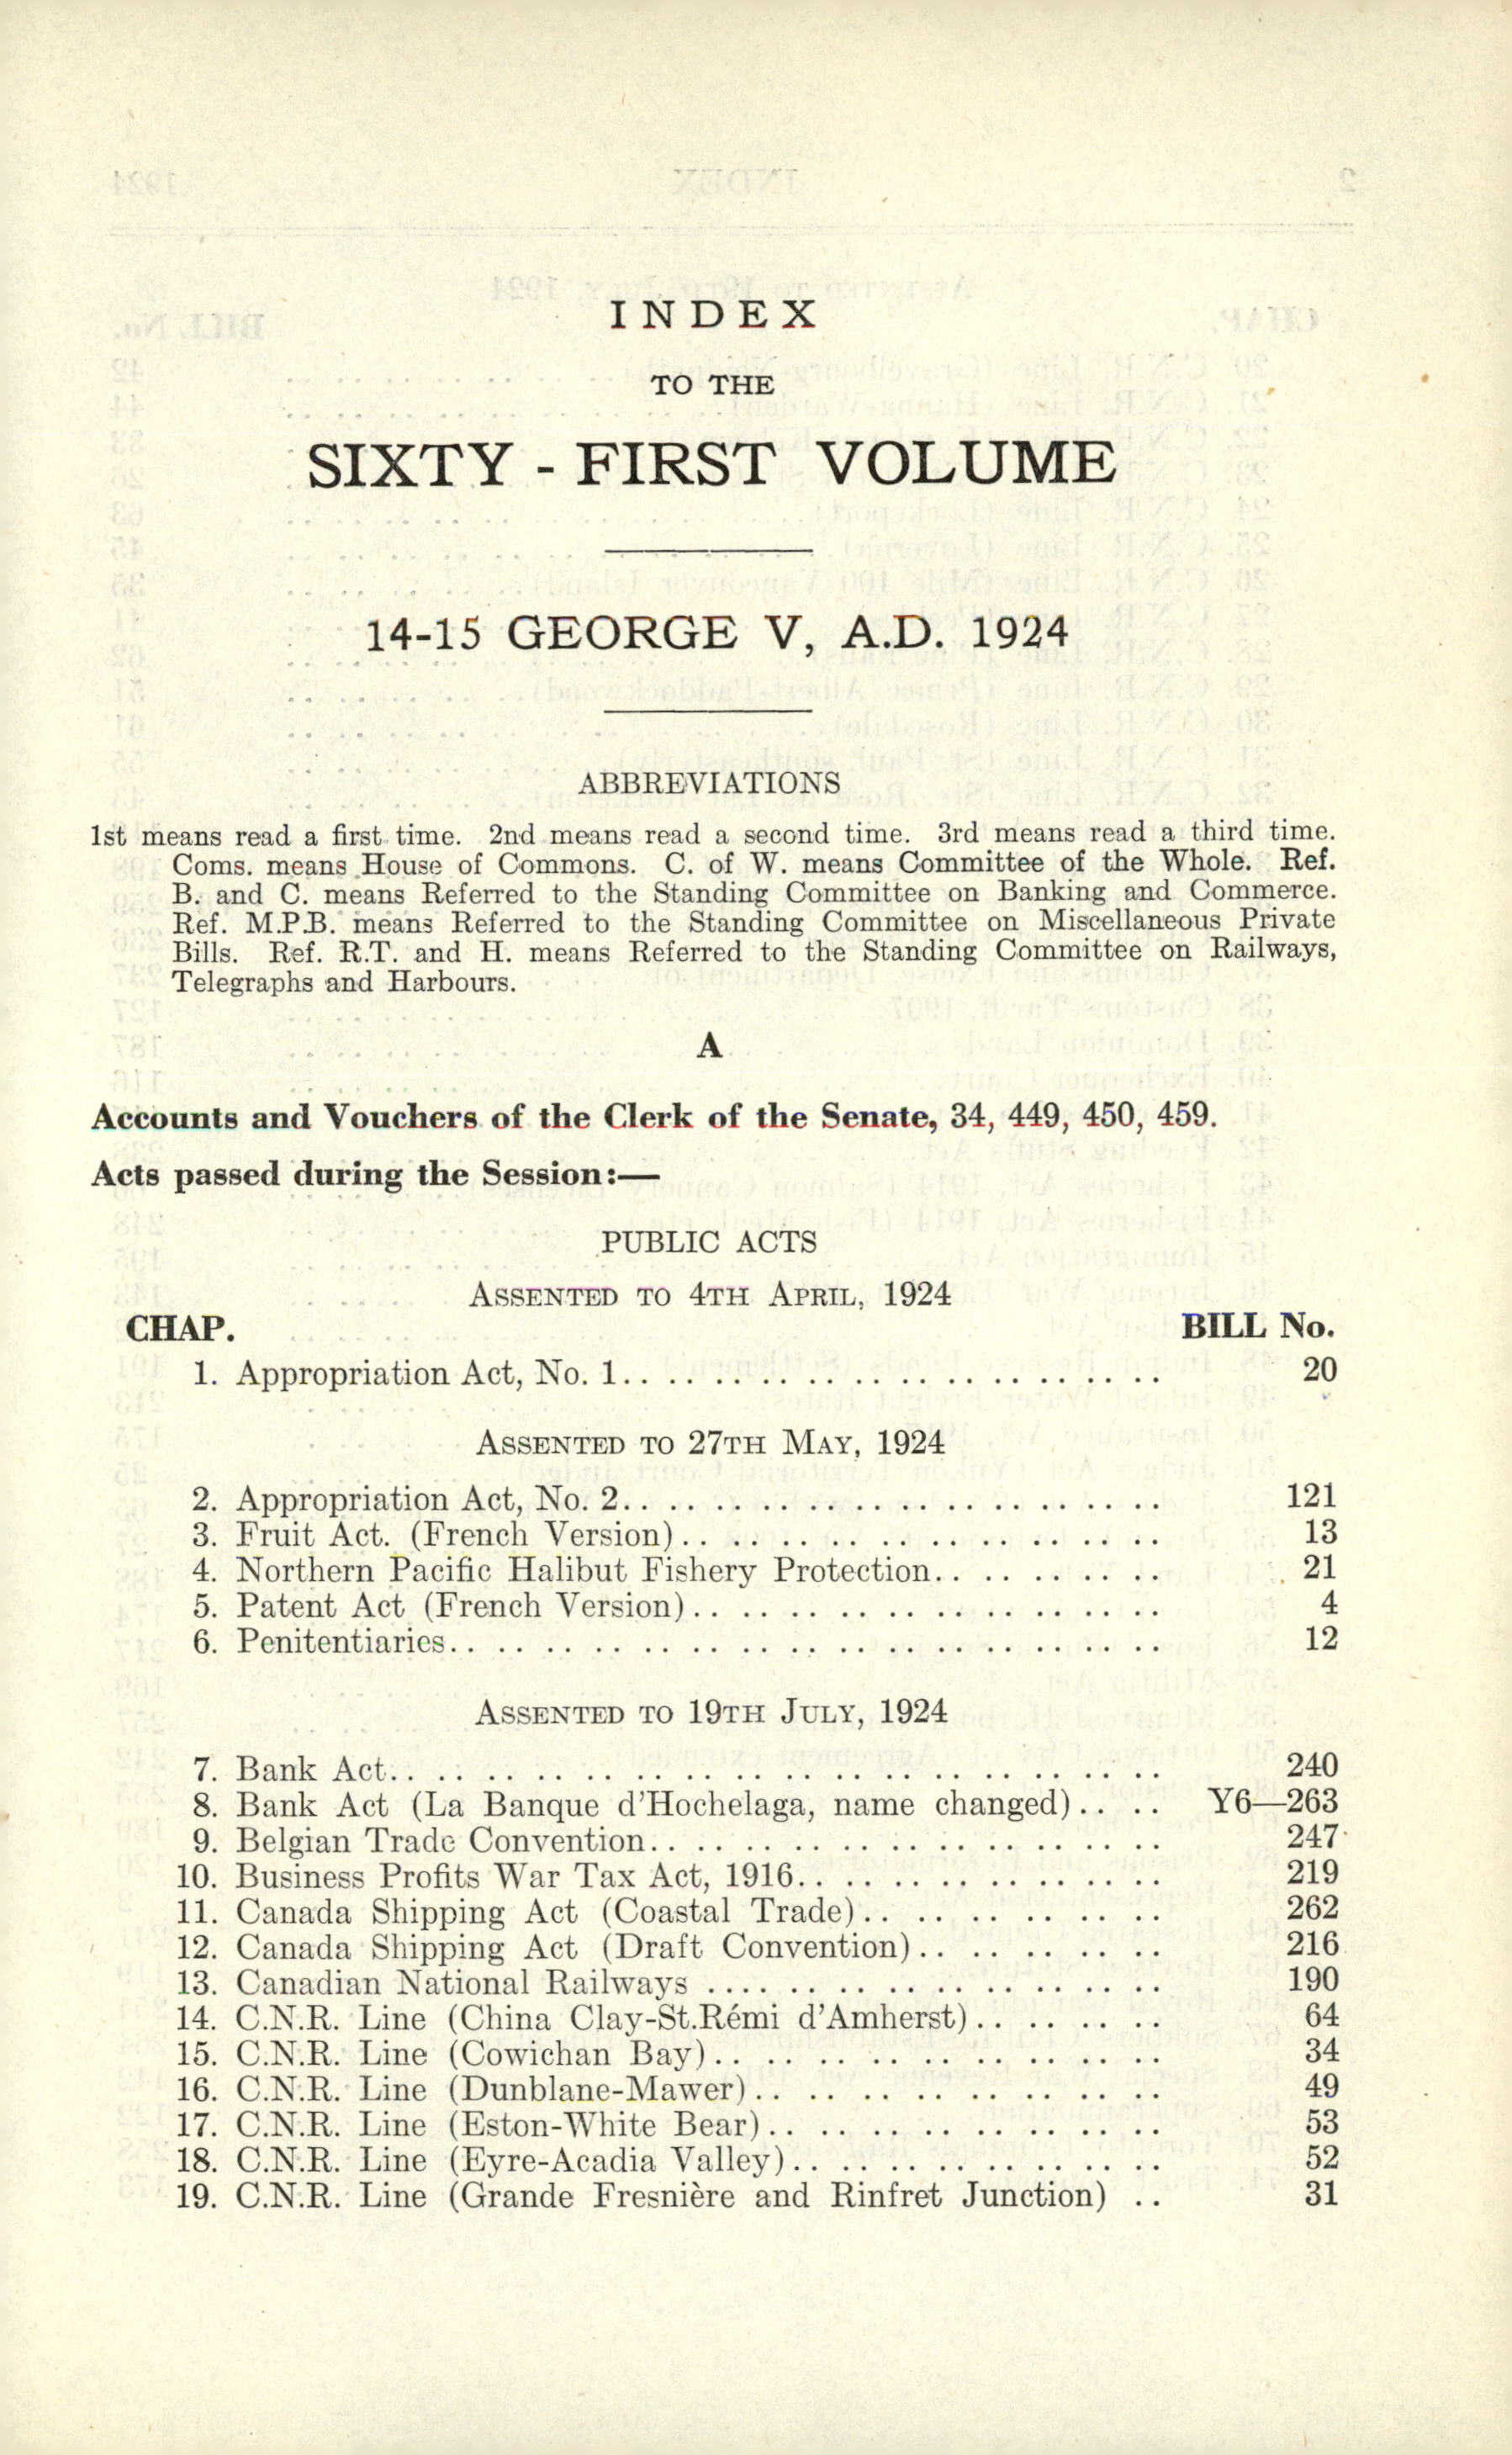 INDEX
TO THE
SIXTY - FIRST VOLUME
14-15 GEORGE V, A.D. 1924
ABBREVIATIONS
1st means read a first time. 2nd means read a second time. 3rd means read a third time.
Coms. means House of Commons. C. of W. means Committee of the Whole. Ref.
B. and C. means Referred to the Standing Committee on Banking and Commerce.
Ref. M.P.B. means Referred to the Standing Committee on Miscellaneous Private
Bills. Ref. R.T. and H. means Referred to the Standing Committee on Railways,
Telegraphs and Harbours.
A
Accounts and Vouchers of the Clerk of the Senate, 34, 449, 450, 459.
Acts passed during the Session:—
PUBLIC ACTS
ASSENTED TO 4TH APRIL, 1924
CHAP. BILL No.
1. Appropriation Act, No. 1.. .. .. .. .. .. .. .. .. .. .. .. 20
ASSENTED TO 27TH MAY, 1924
2. Appropriation Act, No. 2.. .. .. .. .. .. .. .. .. .. .. .. 121
3. Fruit Act. (French Version).. .. .. .. .. .. .. .. .. .. 13
4. Northern Pacific Halibut Fishery Protection.. .. .. .. .. 21
5. Patent Act (French Version).. .. .. .. .. .. .. .. .. .. 4
6. Penitentiaries.. .. .. .. .. .. .. .. .. .. .. .. .. .. .. 12
ASSENTED TO 19TH JULY, 1924
7. Bank Act.. .. .. .. .. .. .. .. .. .. .. .. .. .. .. .. 240
8. Bank Act (La Banque d'Hochelaga, name changed).. .. Y6—263
9. Belgian Trade Convention.. .. .. .. .. .. .. .. .. .. .. 247
10. Business Profits War Tax Act, 1916.. .. .. .. .. .. .. .. 219
11. Canada Shipping Act (Coastal Trade).. .. .. .. .. .. .. 262
12. Canada Shipping Act (Draft Convention).. .. .. .. .. .. 216
13. Canadian National Railways .... .. .. .. .. .. .. .. .. 190
14. C.N.R. Line (China Clay-St.Rémi d'Amherst).. .. .. .. 64
15. C.N.R. Line (Cowichan Bay).. .. .. .. .. .. .. .. .. .. 34
16. C.N.R. Line (Dunblane-Mawer).. .. .. .. .. .. .. .. .. 49
17. C.N.R. Line (Eston-White Bear).. .. .. .. .. .. .. .. .. 53
18. C.N.R. Line (Eyre-Acadia Valley).. .. .. .. .. .. .. .. 52
19. C.N.R. Line (Grande Fresnière and Rinfret Junction) .. 31